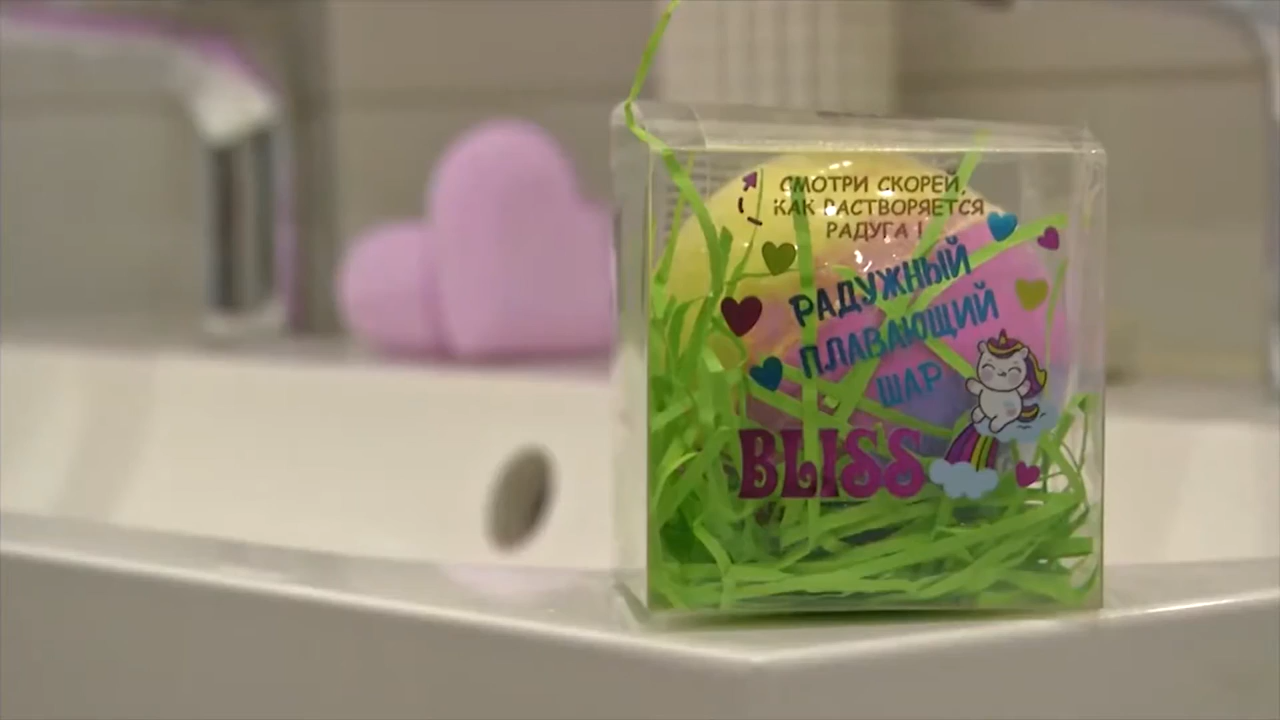 СМОТРИ СКОРЕЙ,
КАК РАСТВОРЯЕТСЯ
РАДУГА !
РАДУЖНЫЙ
ПЛАВАЮЩИЙ
ШАР
BLISS